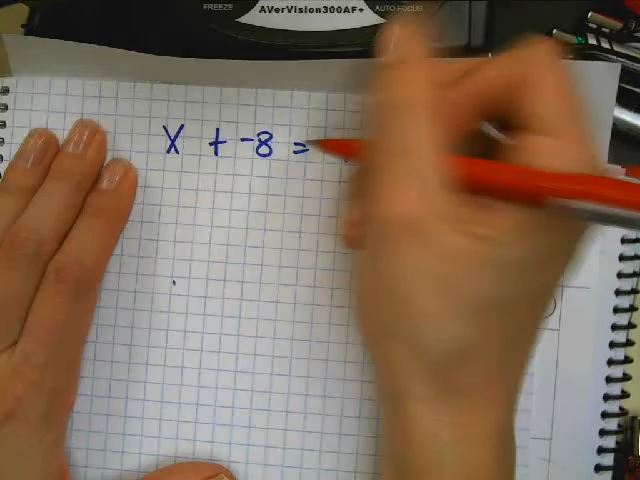 FREEZE AVerVision300AF+ AUTO FOCUS
x + -8 =